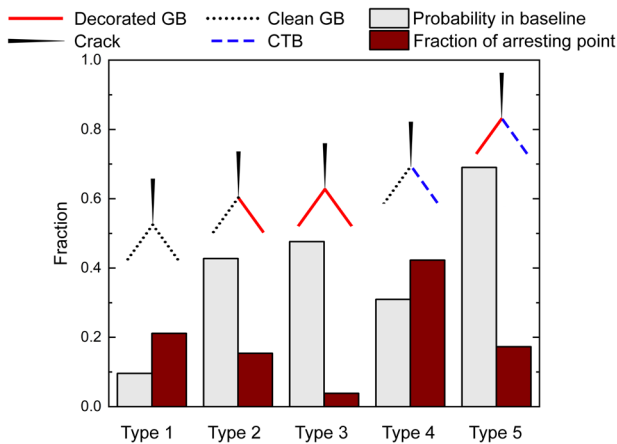 Decorated GB
Clean GB
Probability in baseline
Crack
CTB
Fraction of arresting point
1.0
0.8
0.6
0.4
0.2
0.0
Fraction
Type 1
Type 2
Type 3
Type 4
Type 5